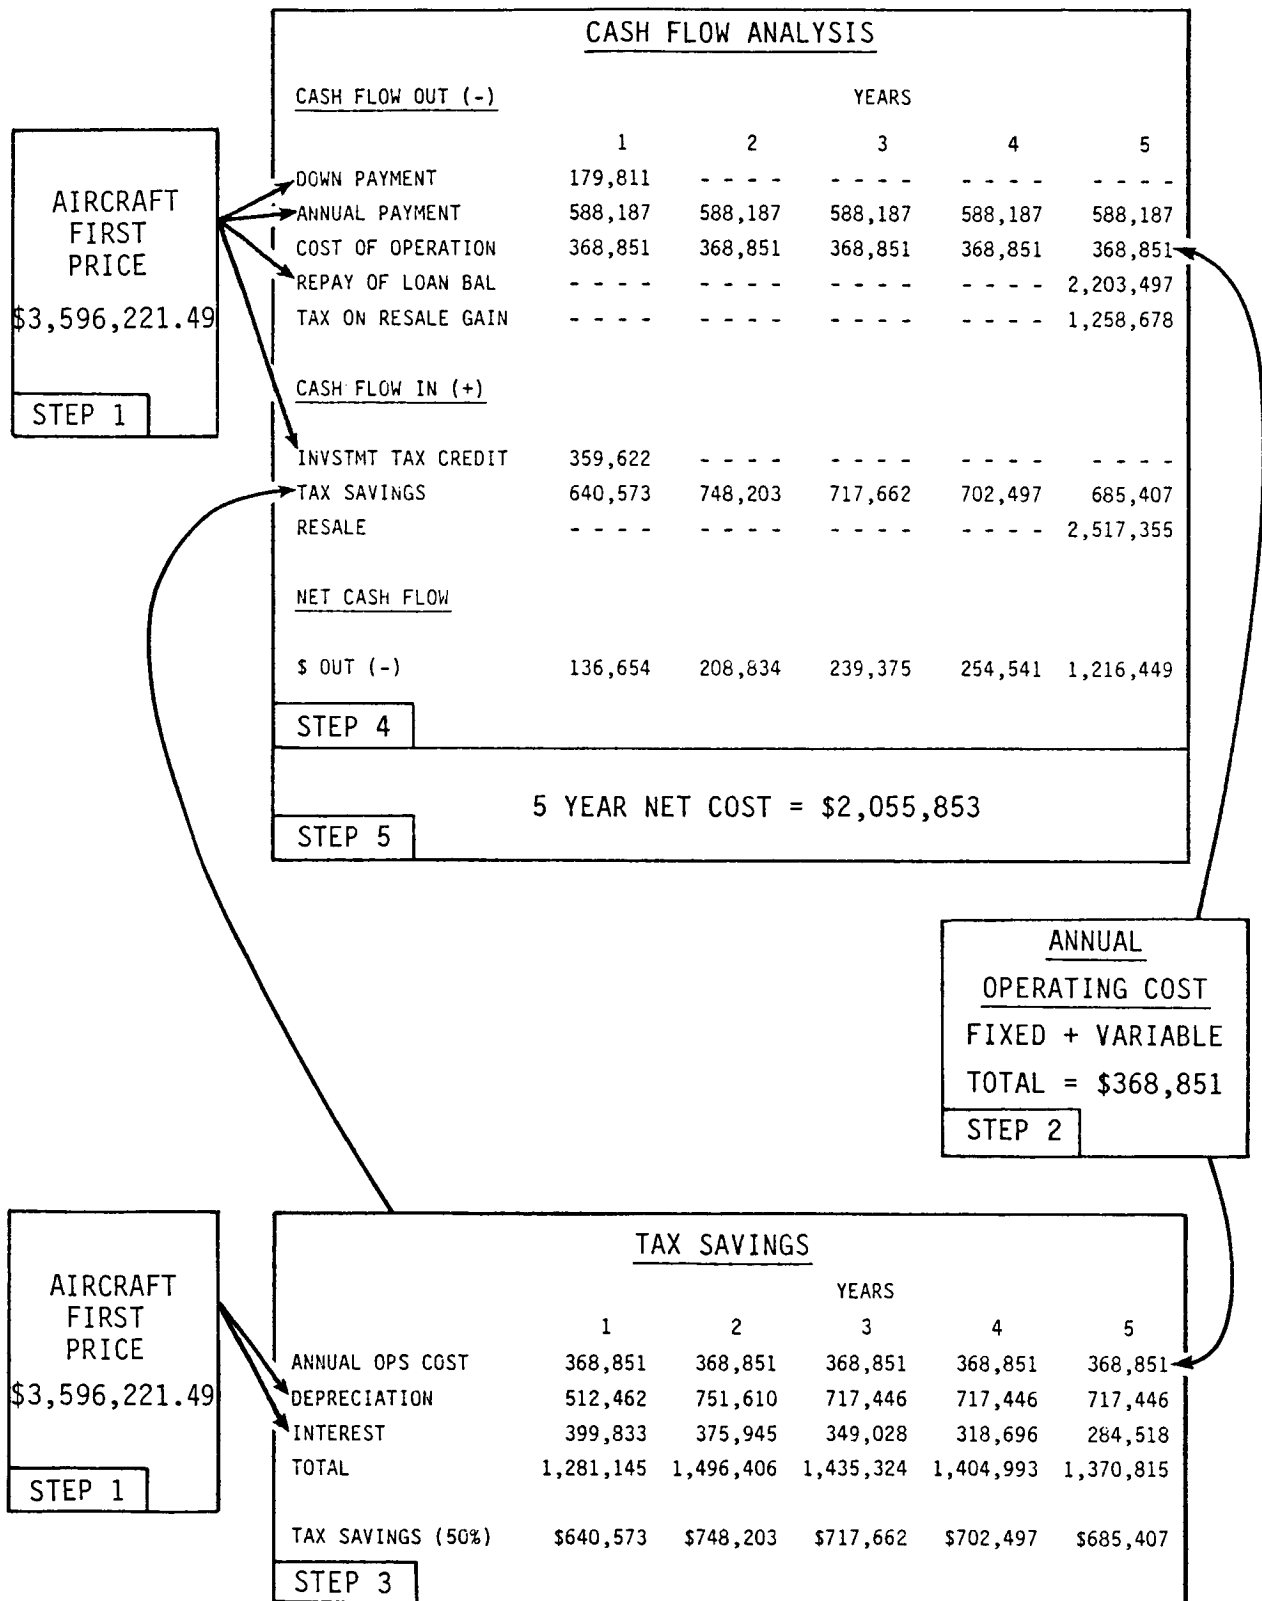 CASH FLOW ANALYSIS
CASH FLOW OUT (-) YEARS
1 2 3 4 5
DOWN PAYMENT 179,811 - - - - - - - - - - - - - - - -
ANNUAL PAYMENT 588,187 588,187 588,187 588,187 588,187
COST OF OPERATION 368,851 368,851 368,851 368,851 368,851
REPAY OF LOAN BAL - - - - - - - - - - - - - - - - 2,203,497
TAX ON RESALE GAIN - - - - - - - - - - - - - - - - 1,258,678
CASH FLOW IN (+)
INVSTMT TAX CREDIT 359,622 - - - - - - - - - - - - - - - -
TAX SAVINGS 640,573 748,203 717,662 702,497 685,407
RESALE - - - - - - - - - - - - - - - - 2,517,355
NET CASH FLOW
$ OUT (-) 136,654 208,834 239,375 254,541 1,216,449
STEP 4
5 YEAR NET COST = $2,055,853
STEP 5
AIRCRAFT
FIRST
PRICE
$3,596,221.49
STEP 1
ANNUAL
OPERATING COST
FIXED + VARIABLE
TOTAL = $368,851
STEP 2
AIRCRAFT
FIRST
PRICE
$3,596,221.49
STEP 1
TAX SAVINGS
YEARS
1 2 3 4 5
ANNUAL OPS COST 368,851 368,851 368,851 368,851 368,851
DEPRECIATION 512,462 751,610 717,446 717,446 717,446
INTEREST 399,833 375,945 349,028 318,696 284,518
TOTAL 1,281,145 1,496,406 1,435,324 1,404,993 1,370,815
TAX SAVINGS (50%) $640,573 $748,203 $717,662 $702,497 $685,407
STEP 3